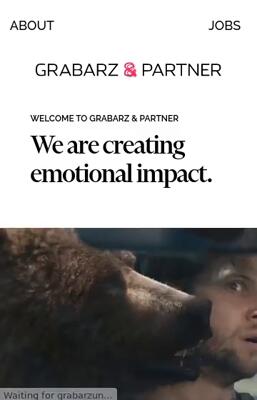 ABOUT JOBS
GRABARZ & PARTNER
WELCOME TO GRABARZ & PARTNER
We are creating
emotional impact.
Waiting for grabarzun...